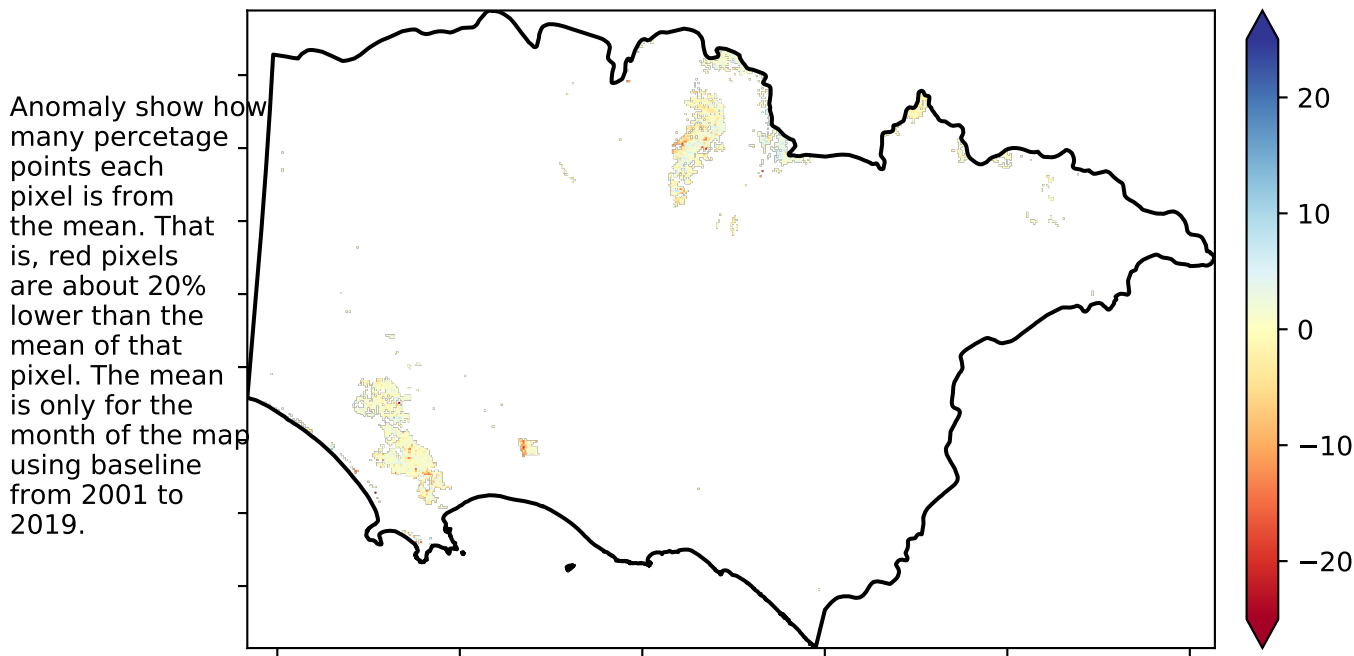 Anomaly show how
many percetage
points each
pixel is from
the mean. That
is, red pixels
are about 20%
lower than the
mean of that
pixel. The mean
is only for the
month of the map
using baseline
from 2001 to
2019.
20
10
0
−10
−20